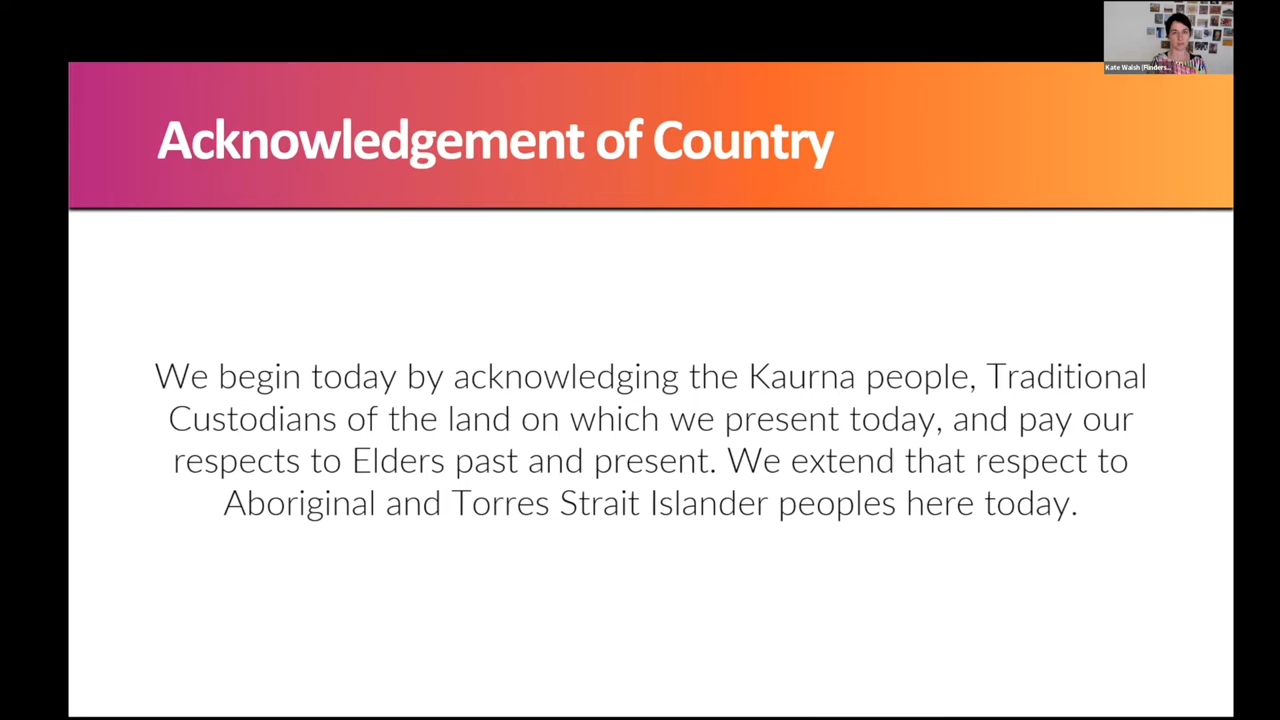 Kate Walsh (Flinders...
Acknowledgement of Country
We begin today by acknowledging the Kaurna people, Traditional
Custodians of the land on which we present today, and pay our
respects to Elders past and present. We extend that respect to
Aboriginal and Torres Strait Islander peoples here today.